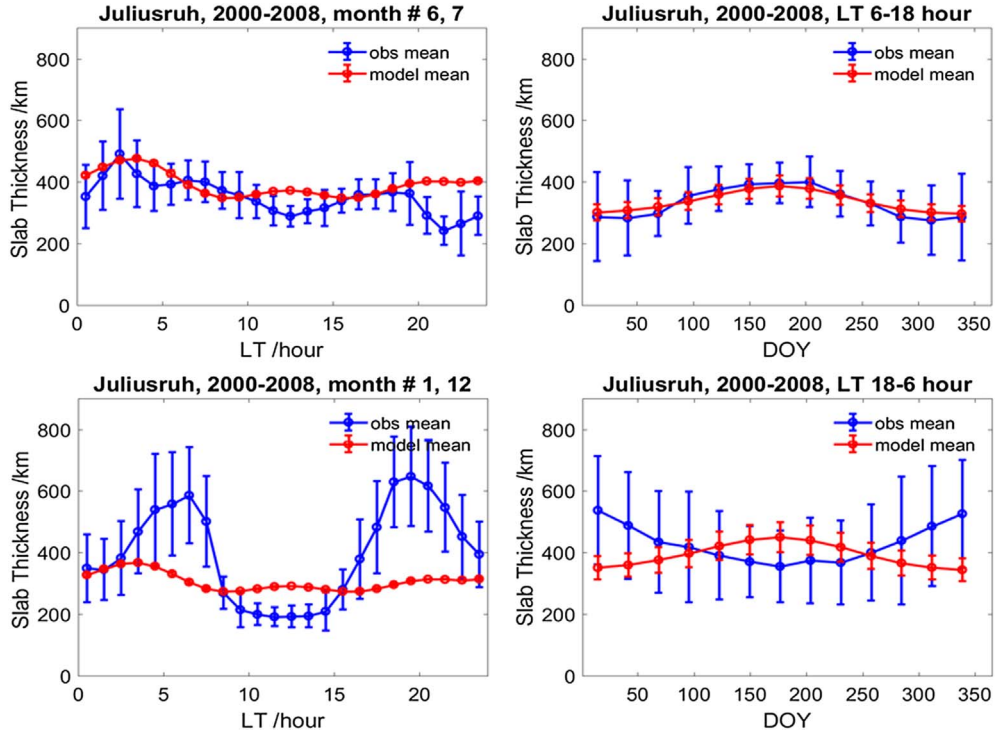 Juliusruh, 2000-2008, month # 6, 7
Slab Thickness /km
800
600
400
200
0
obs mean
model mean
0 5 10 15 20
LT /hour
Juliusruh, 2000-2008, LT 6-18 hour
Slab Thickness /km
800
600
400
200
0
obs mean
model mean
50 100 150 200 250 300 350
DOY
Juliusruh, 2000-2008, month # 1, 12
Slab Thickness /km
800
600
400
200
0
obs mean
model mean
0 5 10 15 20
LT /hour
Juliusruh, 2000-2008, LT 18-6 hour
Slab Thickness /km
800
600
400
200
0
obs mean
model mean
50 100 150 200 250 300 350
DOY